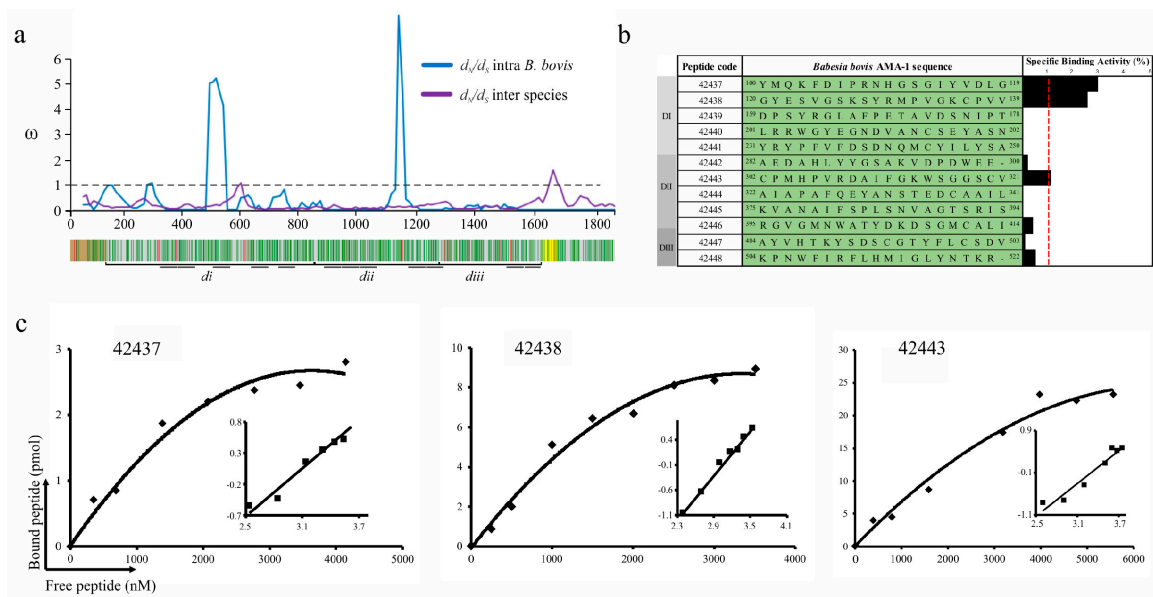 a
ω
6
5
4
3
2
1
0
dN/dS intra B. bovis
dN/dS inter species
0 200 400 600 800 1000 1200 1400 1600 1800
di dii diii
b
Peptide code Babesia bovis AMA-1 sequence Specific Binding Activity (%)
1 2 3 4 5
DI
42437 100 Y M Q K F D I P R N H G S G I Y V D L G 119
42438 120 G Y E S V G S K S Y R M P V G K C P V V 139
42439 159 D P S Y R G L A F P E T A V D S N I P T 178
42440 201 L R R W G Y E G N D V A N C S E Y A S N 202
42441 231 Y R Y P F V F D S D N Q M C Y I L Y S A 250
DII
42442 282 A E D A H L Y Y G S A K V D P D W E F - 300
42443 302 C P M H P V R D A I F G K W S G G S C V 321
42444 322 A I A P A F Q E Y A N S T E D C A A I L 341
42445 375 K V A N A I F S P L S N V A G T S R I S 394
42446 395 R G V G M N W A T Y D K D S G M C A L I 414
DIII
42447 484 A Y V H T K Y S D S C G T Y F L C S D V 503
42448 504 K P N W F I R F L H M I G L Y N T K R - 522
c
42437
3
2
1
0
0 1000 2000 3000 4000 5000
0.8
0.3
-0.2
-0.7
2.5 3.1 3.7
Bound peptide (pmol)
Free peptide (nM)
42438
10
8
6
4
2
0
0 1000 2000 3000 4000
0.4
-0.1
-0.6
-1.1
2.3 2.9 3.5 4.1
42443
30
25
20
15
10
5
0
0 1000 2000 3000 4000 5000 6000
0.9
-0.1
-1.1
2.5 3.1 3.7